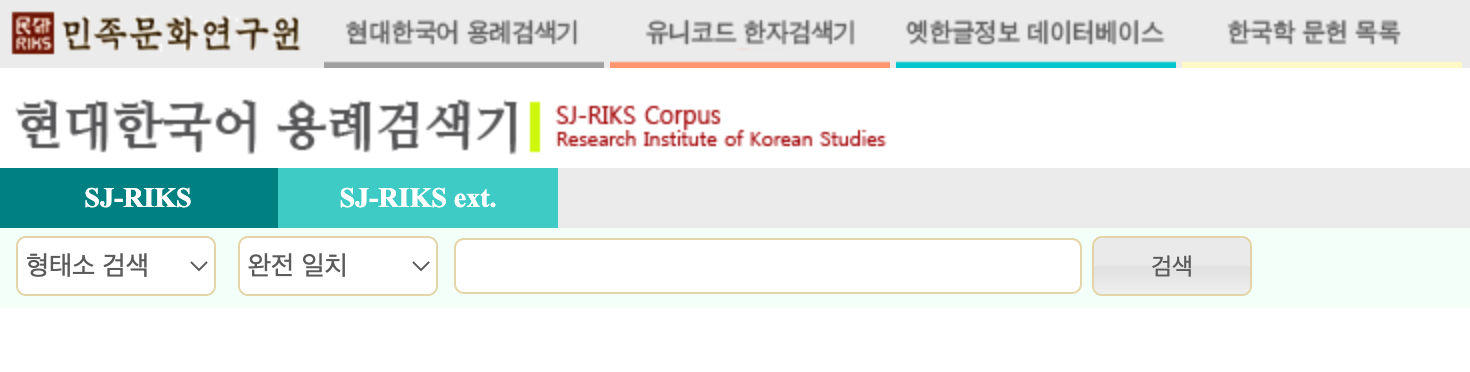 民硏 RIKS 민족문화연구원 현대한국어 용례검색기 유니코드 한자검색기 옛한글정보 데이터베이스 한국학 문헌 목록
현대한국어 용례검색기
SJ-RIKS Corpus
Research Institute of Korean Studies
SJ-RIKS SJ-RIKS ext.
형태소 검색 완전 일치 검색